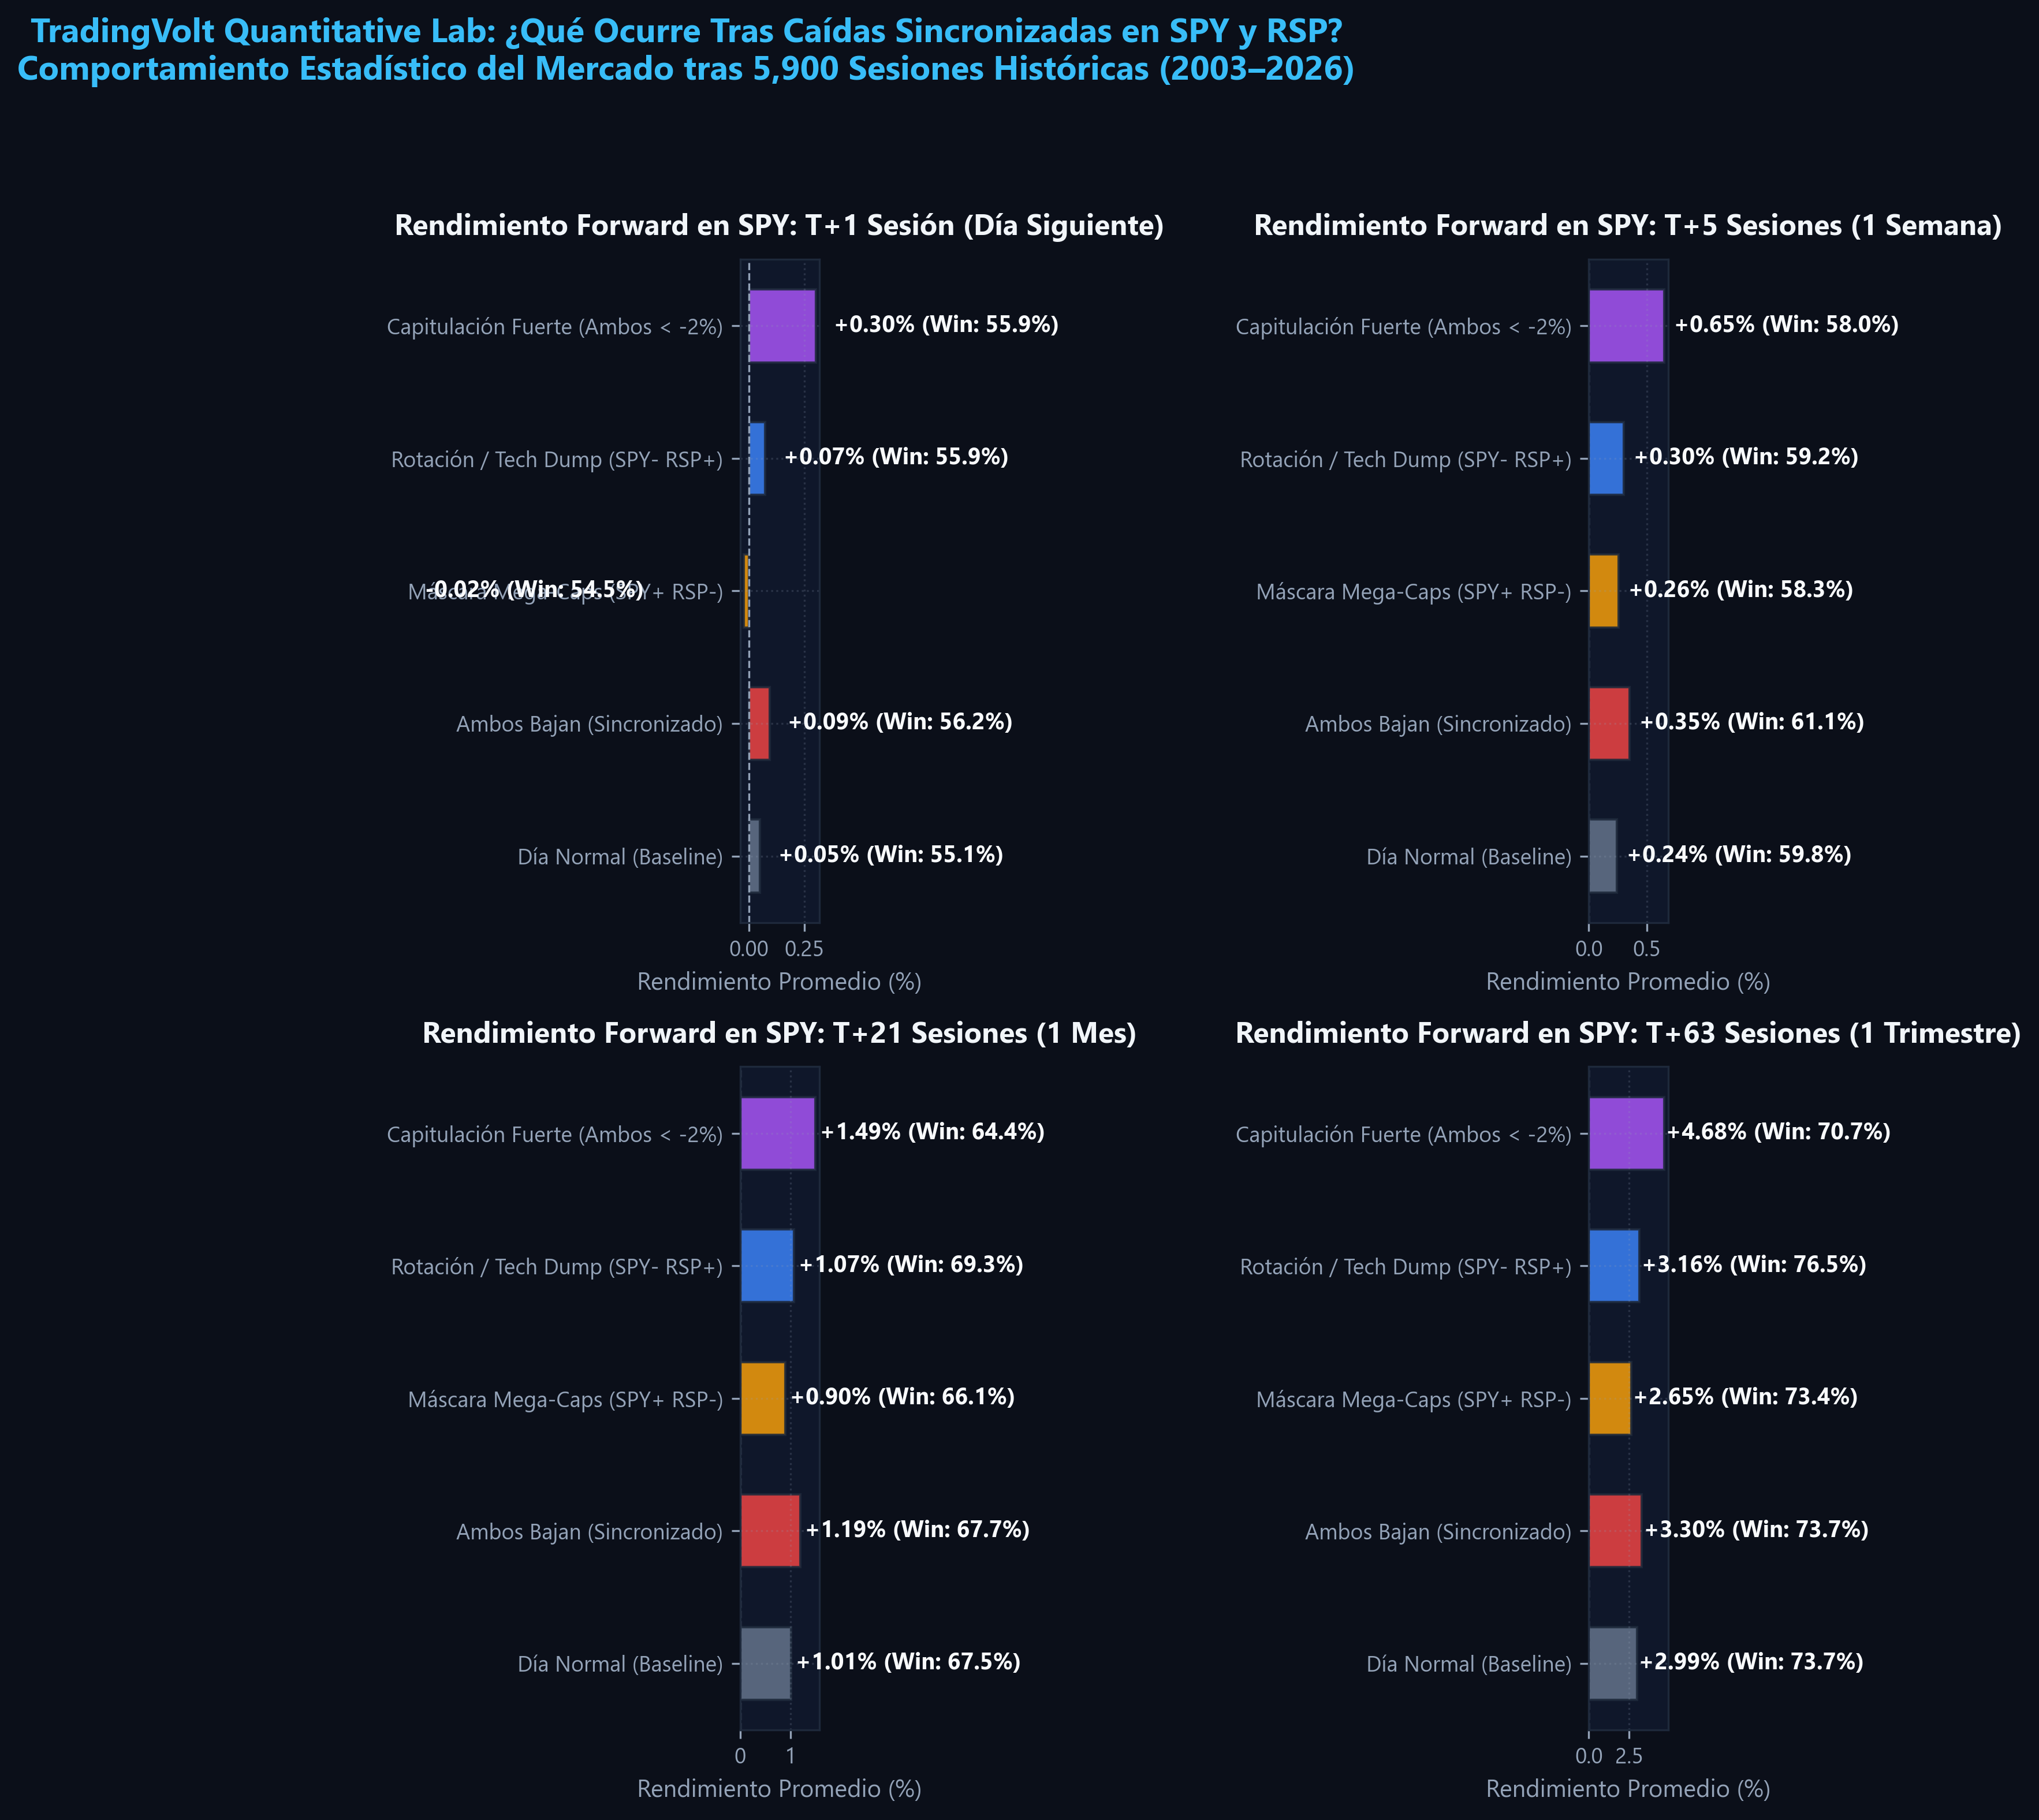 TradingVolt Quantitative Lab: ¿Qué Ocurre Tras Caídas Sincronizadas en SPY y RSP?
Comportamiento Estadístico del Mercado tras 5,900 Sesiones Históricas (2003–2026)
Rendimiento Forward en SPY: T+1 Sesión (Día Siguiente)
Capitulación Fuerte (Ambos < -2%)
+0.30% (Win: 55.9%)
Rotación / Tech Dump (SPY- RSP+)
+0.07% (Win: 55.9%)
Máscara Mega-Caps (SPY+ RSP-)
-0.02% (Win: 54.5%)
Ambos Bajan (Sincronizado)
+0.09% (Win: 56.2%)
Día Normal (Baseline)
+0.05% (Win: 55.1%)
0.00 0.25
Rendimiento Promedio (%)
Rendimiento Forward en SPY: T+5 Sesiones (1 Semana)
Capitulación Fuerte (Ambos < -2%)
+0.65% (Win: 58.0%)
Rotación / Tech Dump (SPY- RSP+)
+0.30% (Win: 59.2%)
Máscara Mega-Caps (SPY+ RSP-)
+0.26% (Win: 58.3%)
Ambos Bajan (Sincronizado)
+0.35% (Win: 61.1%)
Día Normal (Baseline)
+0.24% (Win: 59.8%)
0.0 0.5
Rendimiento Promedio (%)
Rendimiento Forward en SPY: T+21 Sesiones (1 Mes)
Capitulación Fuerte (Ambos < -2%)
+1.49% (Win: 64.4%)
Rotación / Tech Dump (SPY- RSP+)
+1.07% (Win: 69.3%)
Máscara Mega-Caps (SPY+ RSP-)
+0.90% (Win: 66.1%)
Ambos Bajan (Sincronizado)
+1.19% (Win: 67.7%)
Día Normal (Baseline)
+1.01% (Win: 67.5%)
0 1
Rendimiento Promedio (%)
Rendimiento Forward en SPY: T+63 Sesiones (1 Trimestre)
Capitulación Fuerte (Ambos < -2%)
+4.68% (Win: 70.7%)
Rotación / Tech Dump (SPY- RSP+)
+3.16% (Win: 76.5%)
Máscara Mega-Caps (SPY+ RSP-)
+2.65% (Win: 73.4%)
Ambos Bajan (Sincronizado)
+3.30% (Win: 73.7%)
Día Normal (Baseline)
+2.99% (Win: 73.7%)
0.0 2.5
Rendimiento Promedio (%)